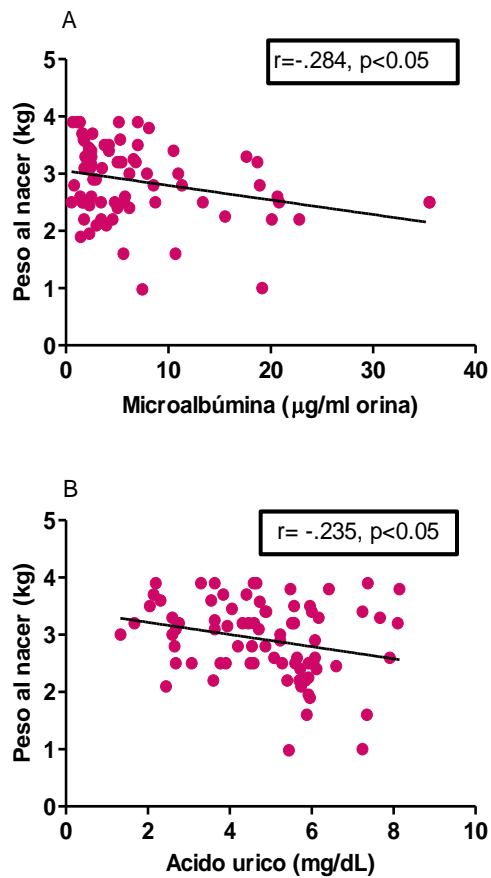 A
r=-.284, p<0.05
Peso al nacer (kg)
5
4
3
2
1
0
0 10 20 30 40
Microalbúmina (μg/ml orina)
B
r= -.235, p<0.05
Peso al nacer (kg)
5
4
3
2
1
0
0 2 4 6 8 10
Acido urico (mg/dL)